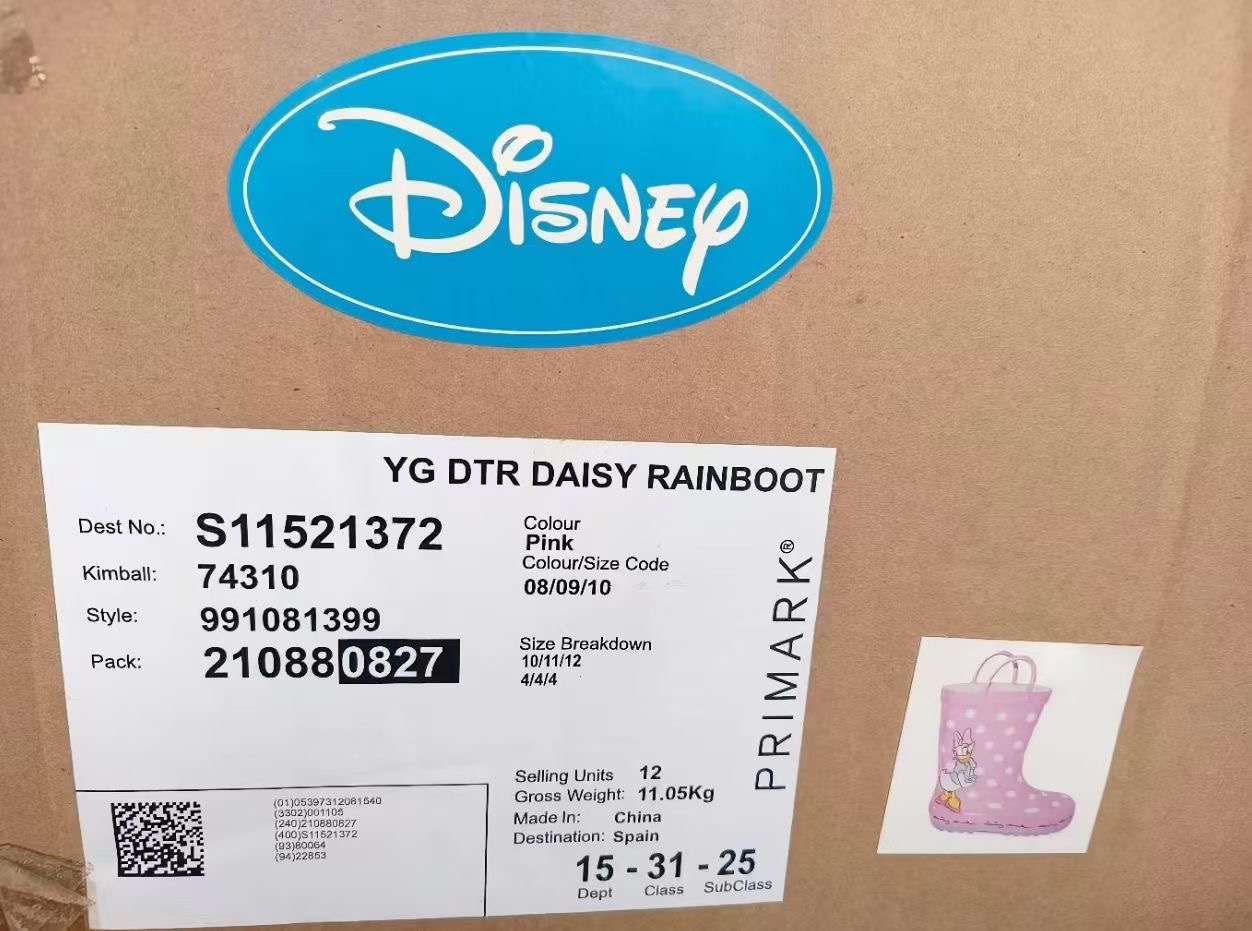 DISNEY
YG DTR DAISY RAINBOOT
Dest No.: S11521372
Kimball: 74310
Style: 991081399
Pack: 210880827
Colour
Pink
Colour/Size Code
08/09/10
Size Breakdown
10/11/12
4/4/4
PRIMARK®
Selling Units 12
Gross Weight: 11.05Kg
Made In: China
Destination: Spain
15 - 31 - 25
Dept Class SubClass
(01)05397312081540
(3302)001105
(240)210880827
(400)S11521372
(93)80064
(94)22853